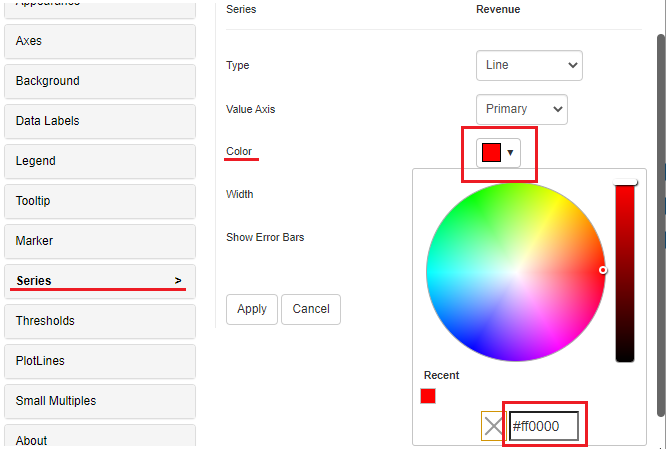 Appearance
Axes
Background
Data Labels
Legend
Tooltip
Marker
Series >
Thresholds
PlotLines
Small Multiples
About
Series Revenue
Type Line
Value Axis Primary
Color
Width
Show Error Bars
Apply Cancel
Recent
#ff0000